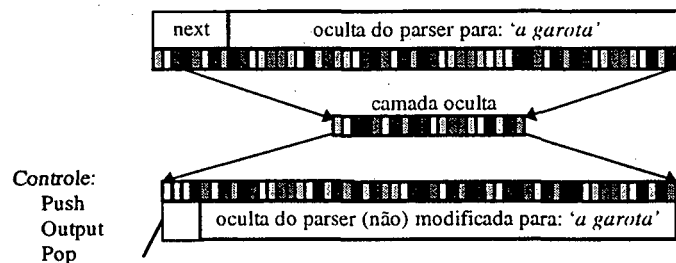 next oculta do parser para: ‘a garota’
camada oculta
Controle:
Push
Output
Pop
oculta do parser (não) modificada para: ‘a garota’